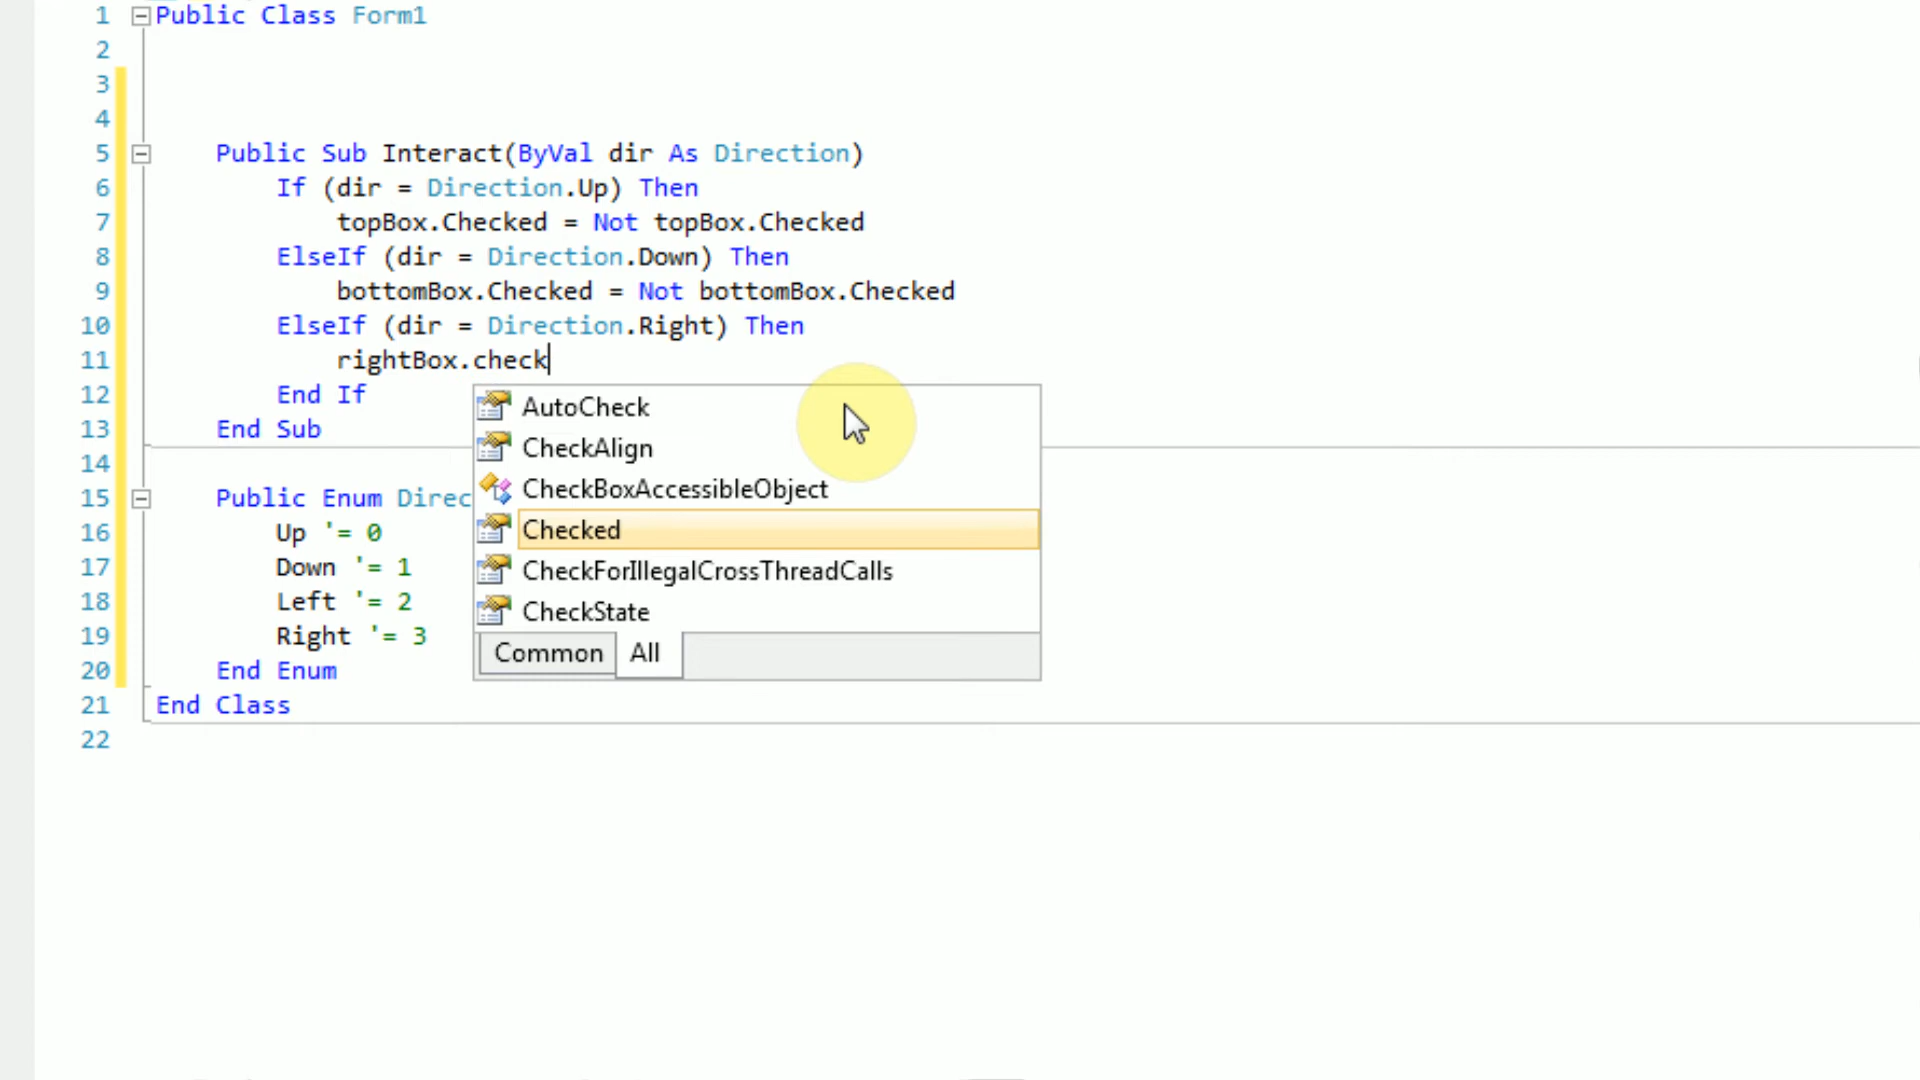 1 Public Class Form1
2
3
4
5 Public Sub Interact(ByVal dir As Direction)
6 If (dir = Direction.Up) Then
7 topBox.Checked = Not topBox.Checked
8 ElseIf (dir = Direction.Down) Then
9 bottomBox.Checked = Not bottomBox.Checked
10 ElseIf (dir = Direction.Right) Then
11 rightBox.check
12 End If
13 End Sub
14
15 Public Enum Direc
16 Up '= 0
17 Down '= 1
18 Left '= 2
19 Right '= 3
20 End Enum
21 End Class
22
AutoCheck
CheckAlign
CheckBoxAccessibleObject
Checked
CheckForIllegalCrossThreadCalls
CheckState
Common All